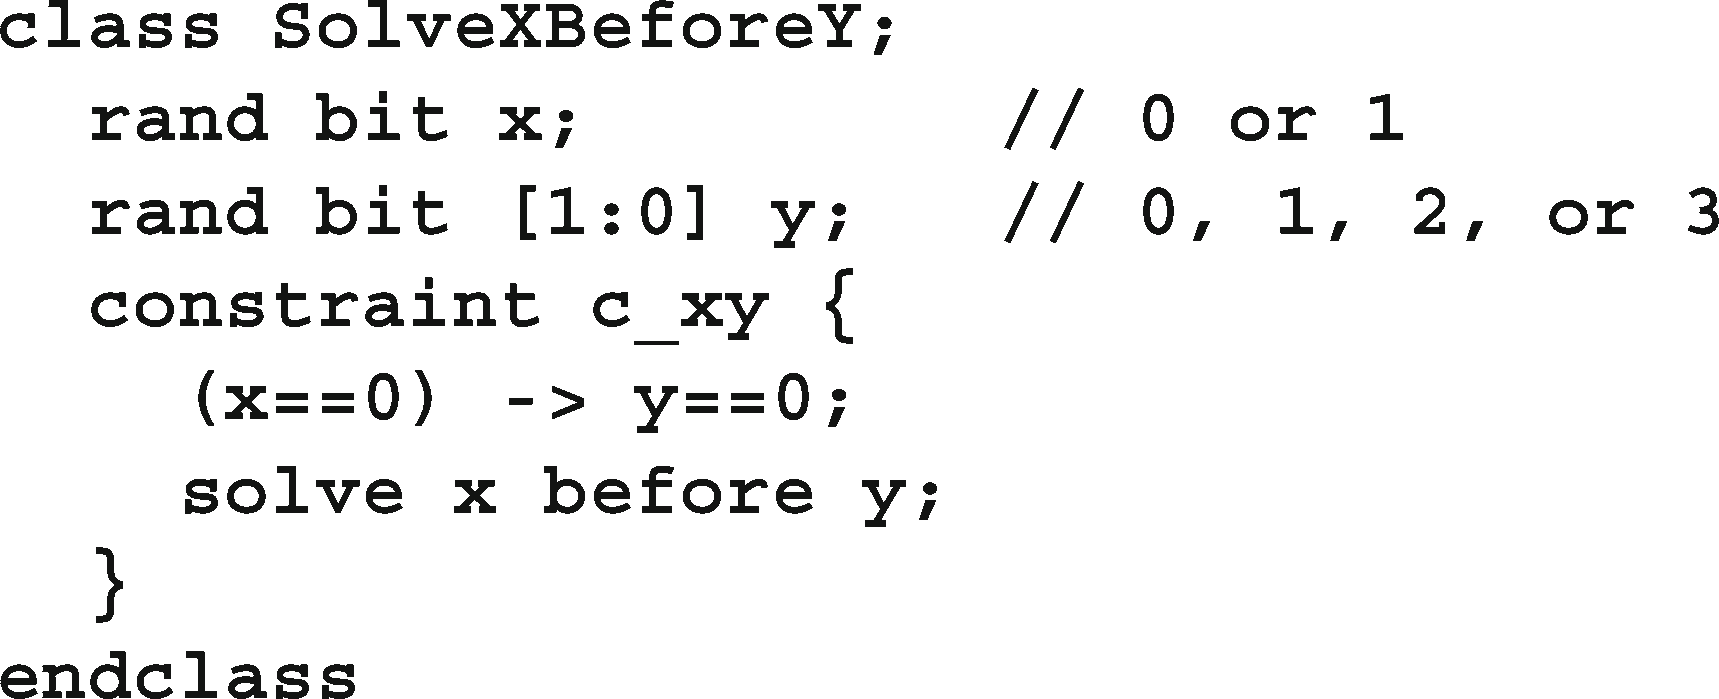 class SolveXBeforeY;
  rand bit x;         // 0 or 1
  rand bit [1:0] y;   // 0, 1, 2, or 3
  constraint c_xy {
    (x==0) -> y==0;
    solve x before y;
  }
endclass